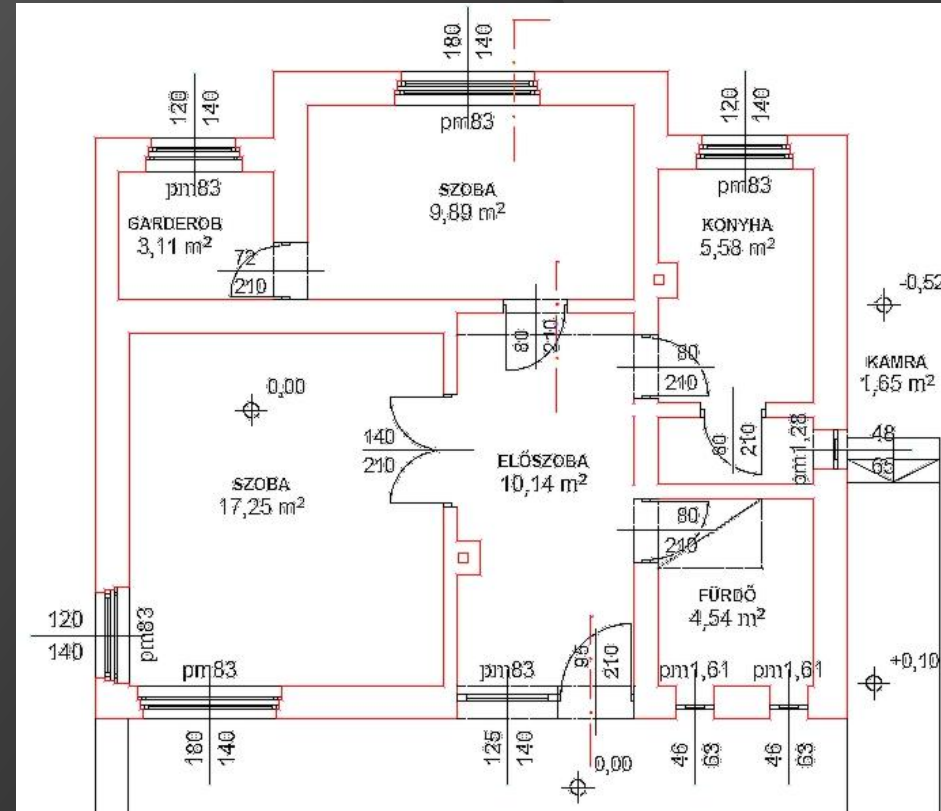 180
140
120
140
120
140
pm83
pm83
pm83
SZOBA
9,89 m²
GARDEROB
3,11 m²
KONYHA
5,58 m²
72
210
-0,52
80
210
80
210
KAMRA
1,65 m²
0,00
140
210
80
210
pm1,28
48
65
ELŐSZOBA
10,14 m²
SZOBA
17,25 m²
80
210
FÜRDŐ
4,54 m²
120
140
pm83
95
210
pm83
pm83
pm1,61
pm1,61
+0,10
180
140
125
140
46
63
46
63
0,00